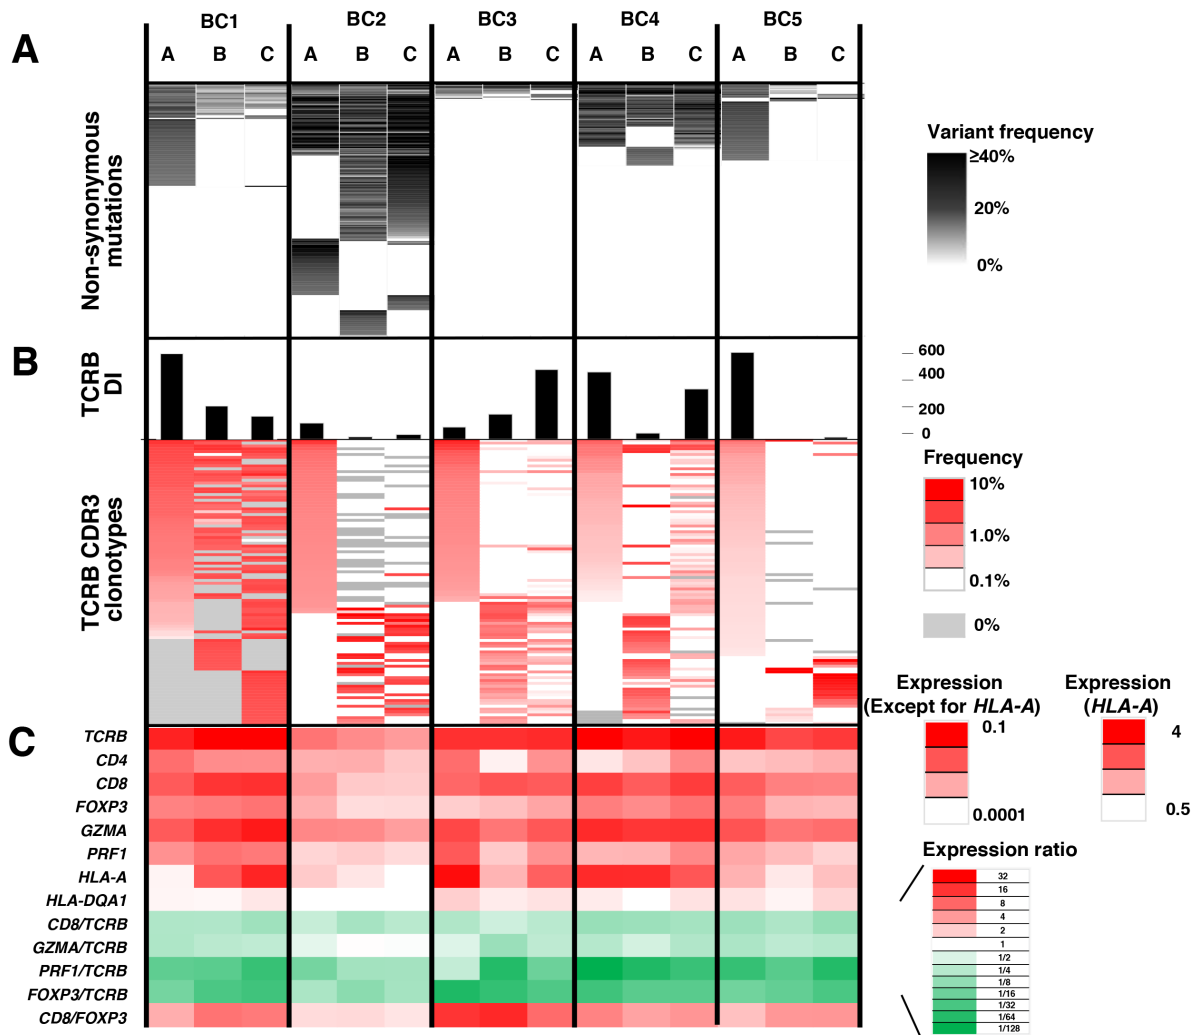 BC1 BC2 BC3 BC4 BC5
A
A B C A B C A B C A B C A B C
Non-synonymous
mutations
Variant frequency
≥40%
20%
0%
B
TCRB
DI
600
400
200
0
TCRB CDR3
clonotypes
Frequency
10%
1.0%
0.1%
0%
C
TCRB
CD4
CD8
FOXP3
GZMA
PRF1
HLA-A
HLA-DQA1
CD8/TCRB
GZMA/TCRB
PRF1/TCRB
FOXP3/TCRB
CD8/FOXP3
Expression
(Except for HLA-A)
0.1
0.0001
Expression
(HLA-A)
4
0.5
Expression ratio
32
16
8
4
2
1
1/2
1/4
1/8
1/16
1/32
1/64
1/128